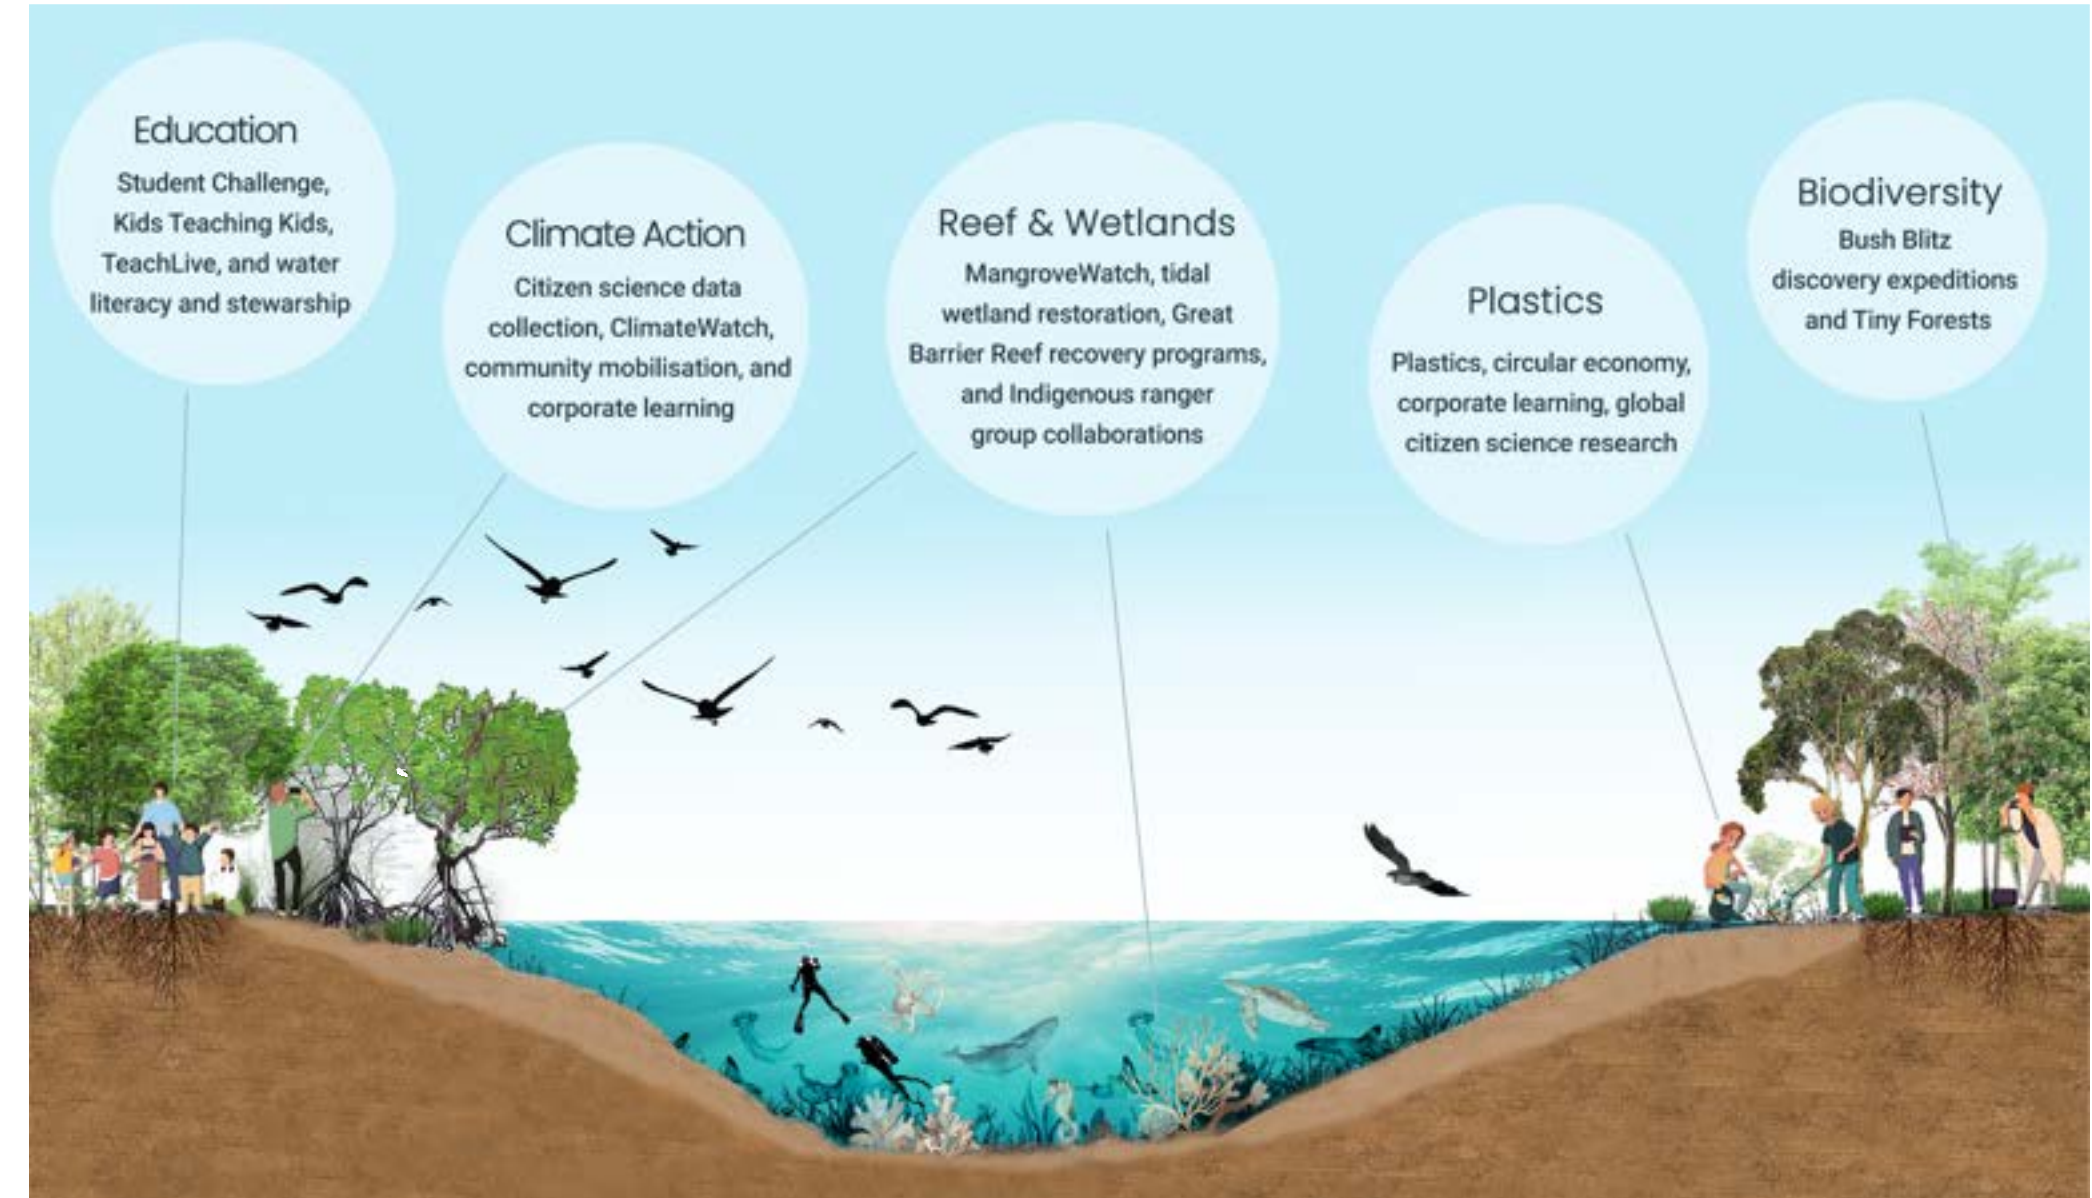 Education
Student Challenge,
Kids Teaching Kids,
TeachLive, and water
literacy and stewarship
Climate Action
Citizen science data
collection, ClimateWatch,
community mobilisation, and
corporate learning
Reef & Wetlands
MangroveWatch, tidal
wetland restoration, Great
Barrier Reef recovery programs,
and Indigenous ranger
group collaborations
Plastics
Plastics, circular economy,
corporate learning, global
citizen science research
Biodiversity
Bush Blitz
discovery expeditions
and Tiny Forests